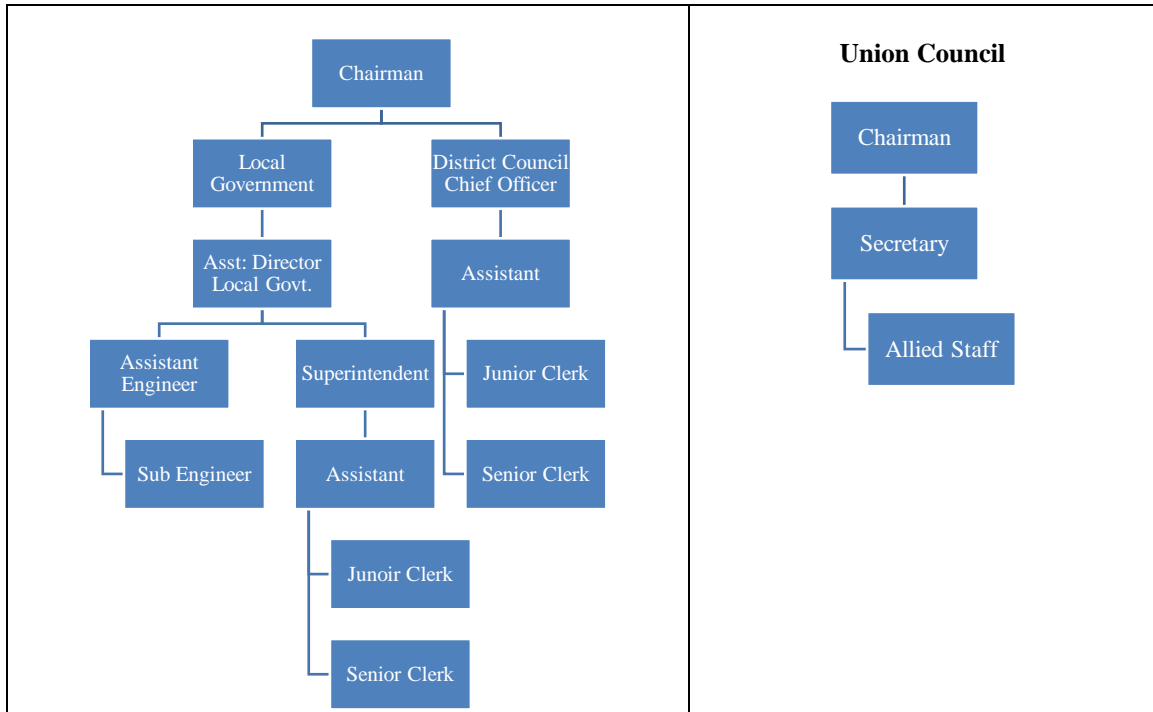 Chairman
Local
Government
District Council
Chief Officer
Asst: Director
Local Govt.
Assistant
Assistant
Engineer
Superintendent
Junior Clerk
Sub Engineer
Assistant
Senior Clerk
Junoir Clerk
Senior Clerk
Union Council
Chairman
Secretary
Allied Staff